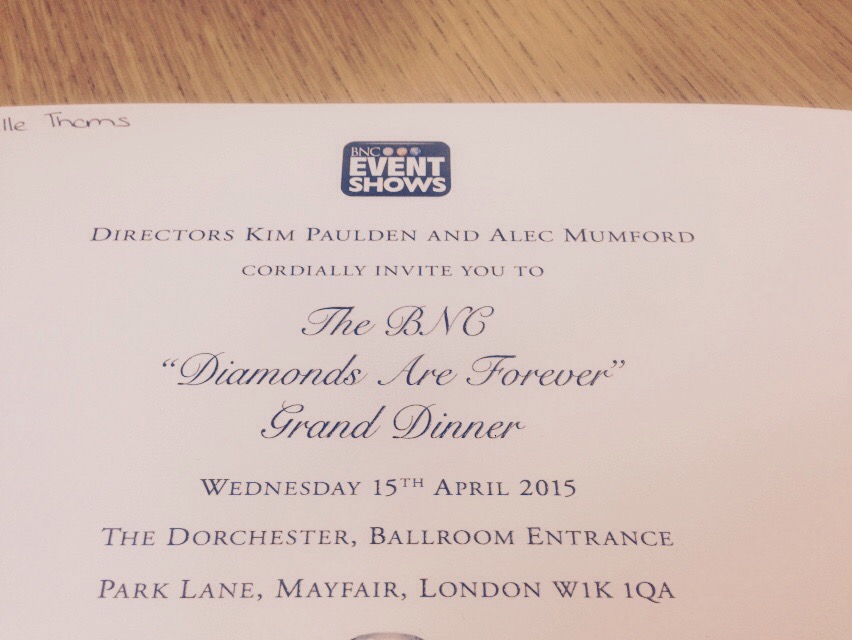 lle Thoms
BNC
EVENT
SHOWS
DIRECTORS KIM PAULDEN AND ALEC MUMFORD
CORDIALLY INVITE YOU TO
The BNC
“Diamonds Are Forever”
Grand Dinner
WEDNESDAY 15TH APRIL 2015
THE DORCHESTER, BALLROOM ENTRANCE
PARK LANE, MAYFAIR, LONDON W1K 1QA